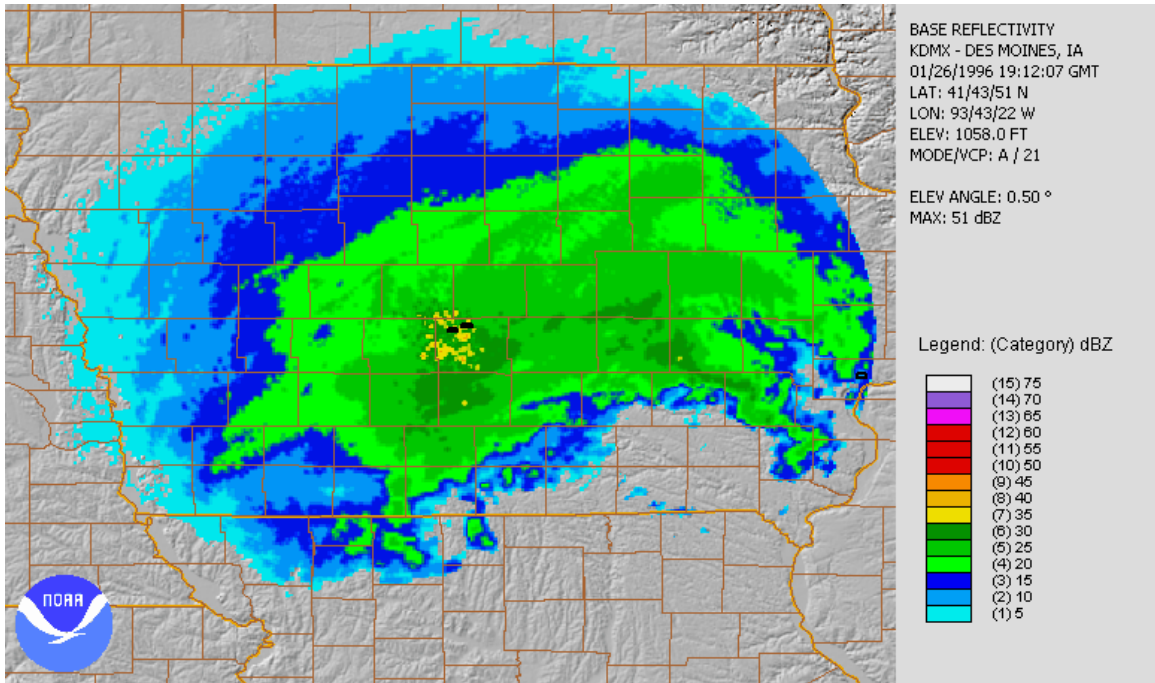 BASE REFLECTIVITY
KDMX - DES MOINES, IA
01/26/1996 19:12:07 GMT
LAT: 41/43/51 N
LON: 93/43/22 W
ELEV: 1058.0 FT
MODE/VCP: A / 21
ELEV ANGLE: 0.50 °
MAX: 51 dBZ
Legend: (Category) dBZ
(15) 75
(14) 70
(13) 65
(12) 60
(11) 55
(10) 50
(9) 45
(8) 40
(7) 35
(6) 30
(5) 25
(4) 20
(3) 15
(2) 10
(1) 5
NOAA